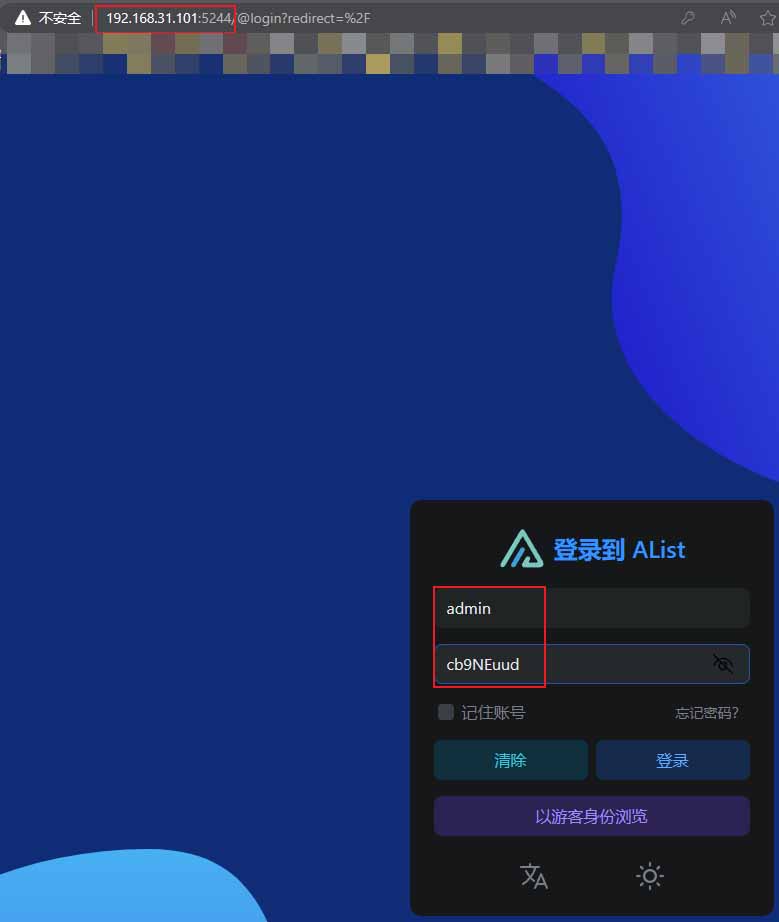 不安全 192.168.31.101:5244/@login?redirect=%2F
登录到 AList
admin
cb9NEuud
记住账号 忘记密码?
清除 登录
以游客身份浏览